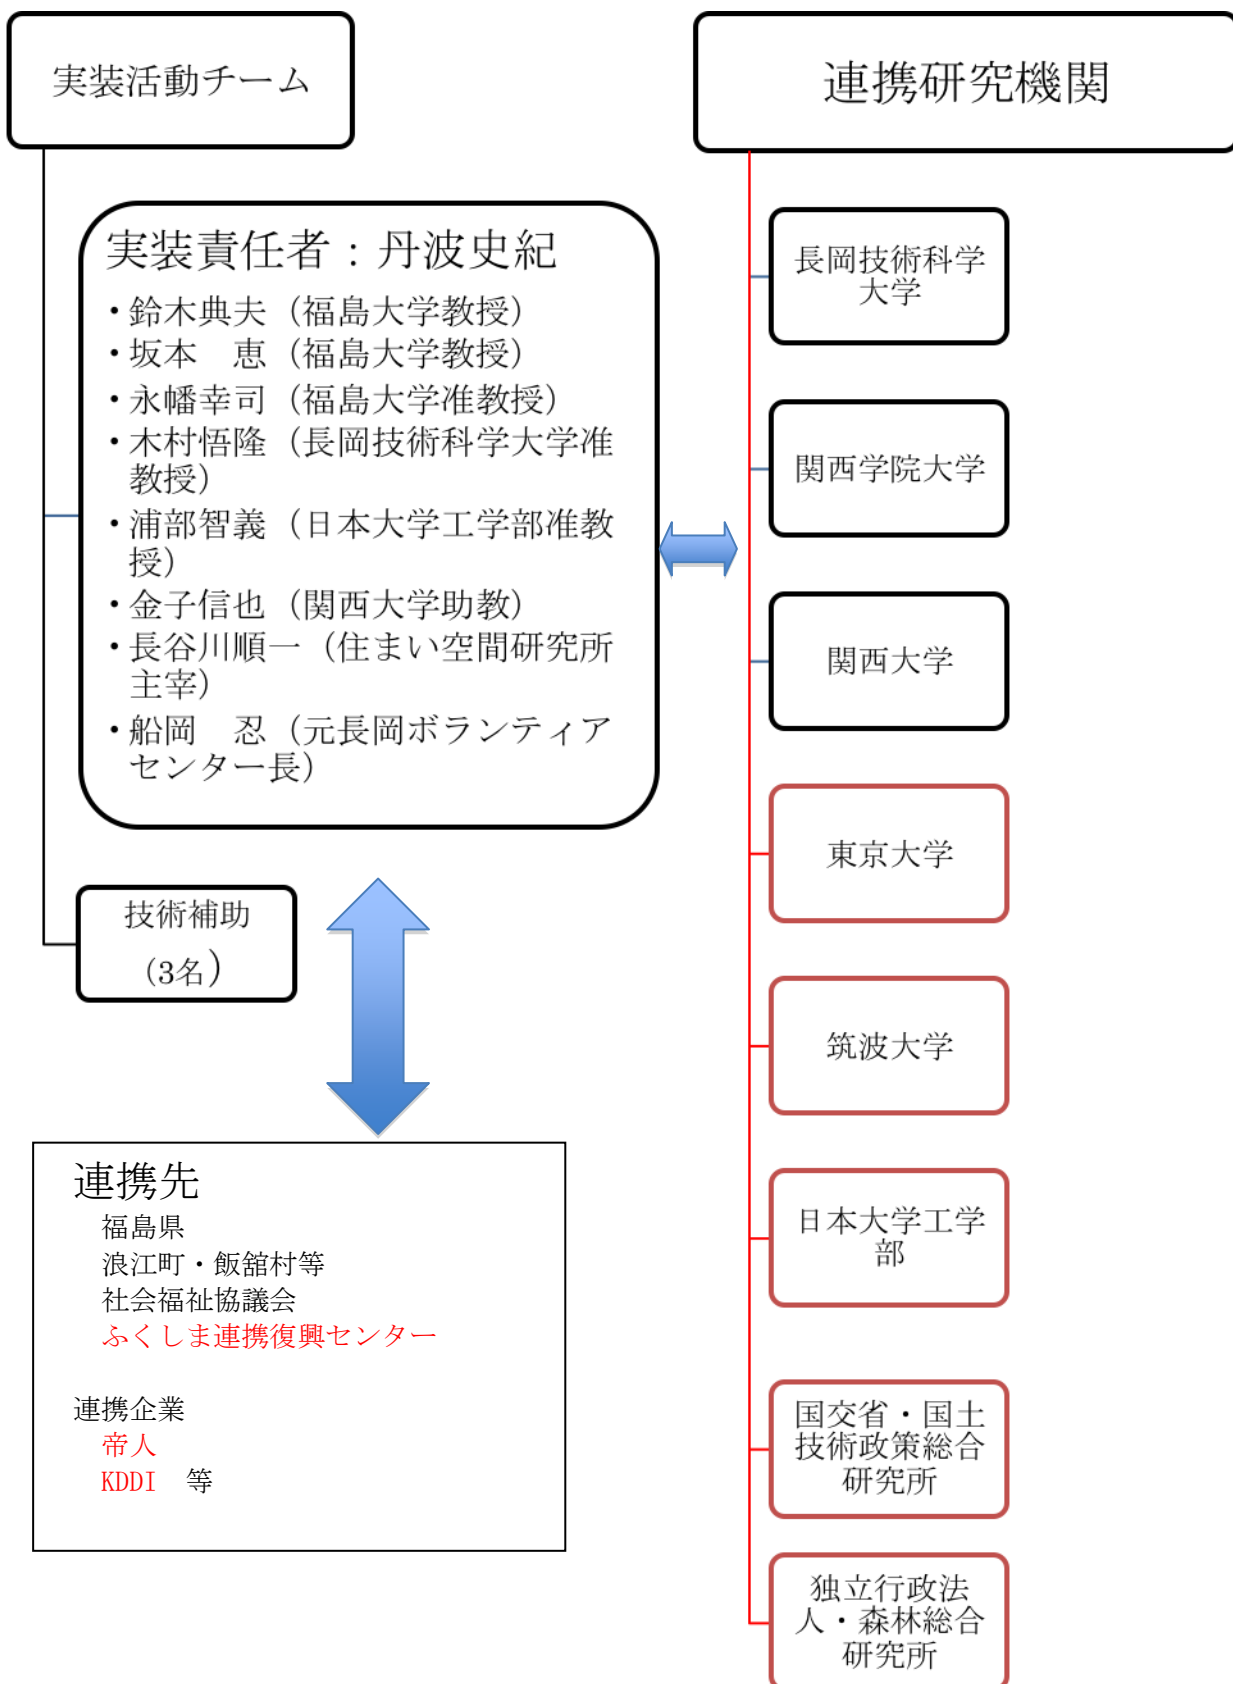 実装活動チーム
実装責任者：丹波史紀
・鈴木典夫（福島大学教授）
・坂本　恵（福島大学教授）
・永幡幸司（福島大学准教授）
・木村悟隆（長岡技術科学大学准
教授）
・浦部智義（日本大学工学部准教
授）
・金子信也（関西大学助教）
・長谷川順一（住まい空間研究所
主宰）
・船岡　忍（元長岡ボランティア
センター長）
技術補助
（3名）
連携先
福島県
浪江町・飯舘村等
社会福祉協議会
ふくしま連携復興センター
連携企業
帝人
KDDI　等
連携研究機関
長岡技術科学
大学
関西学院大学
関西大学
東京大学
筑波大学
日本大学工学
部
国交省・国土
技術政策総合
研究所
独立行政法
人・森林総合
研究所